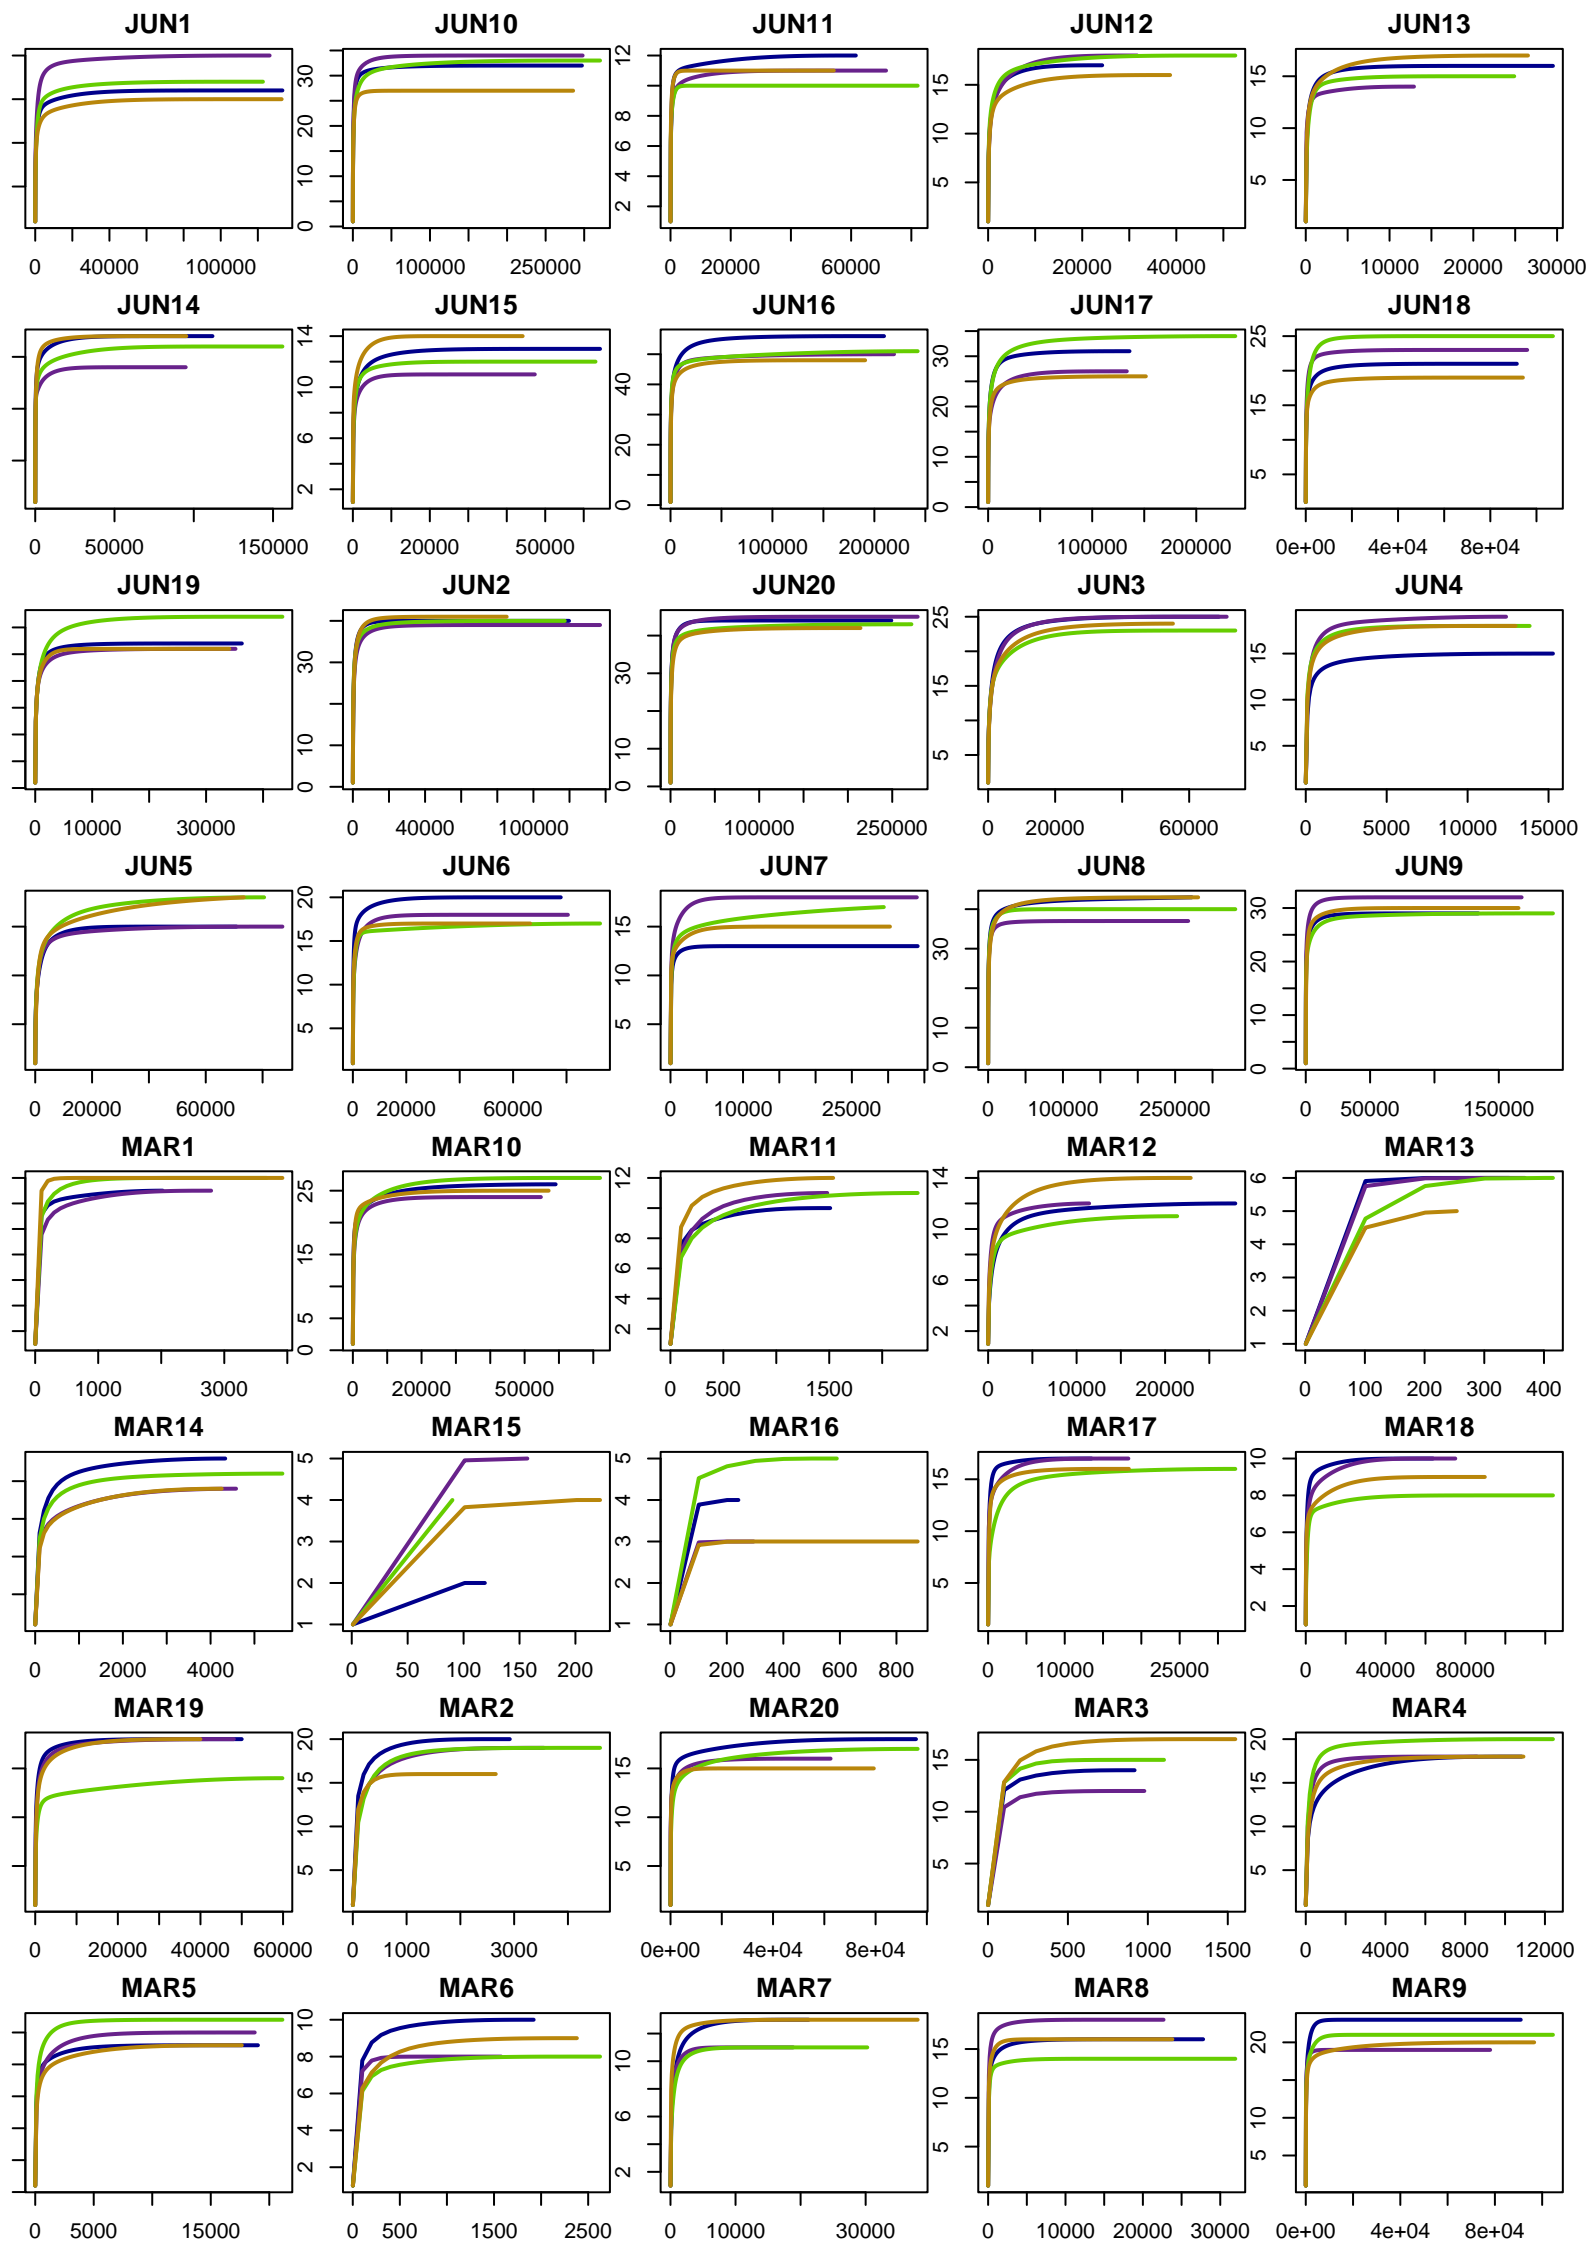 JUN1 JUN10 JUN11 JUN12 JUN13
0 10 20 30
2 4 6 8 12
5 10 15
5 10 15
0 40000 100000
0 100000 250000
0 20000 60000
0 20000 40000
0 10000 20000 30000
JUN14 JUN15 JUN16 JUN17 JUN18
2 6 10 14
0 20 40
0 10 20 30
5 15 25
0 50000 150000
0 20000 50000
0 100000 200000
0 100000 200000
0e+00 4e+04 8e+04
JUN19 JUN2 JUN20 JUN3 JUN4
0 10 30
0 10 30
5 15 25
5 10 15
0 10000 30000
0 40000 100000
0 100000 250000
0 20000 60000
0 5000 10000 15000
JUN5 JUN6 JUN7 JUN8 JUN9
5 10 15 20
5 10 15
0 10 30
0 10 20 30
0 20000 60000
0 20000 60000
0 10000 25000
0 100000 250000
0 50000 150000
MAR1 MAR10 MAR11 MAR12 MAR13
0 5 15 25
2 4 6 8 12
2 6 10 14
1 2 3 4 5 6
0 1000 3000
0 20000 50000
0 500 1500
0 10000 20000
0 100 200 300 400
MAR14 MAR15 MAR16 MAR17 MAR18
1 2 3 4 5
1 2 3 4 5
5 10 15
2 4 6 8 10
0 2000 4000
0 50 100 150 200
0 200 400 600 800
0 10000 25000
0 40000 80000
MAR19 MAR2 MAR20 MAR3 MAR4
5 10 15 20
5 10 15
5 10 15
5 10 15 20
0 20000 40000 60000
0 1000 3000
0e+00 4e+04 8e+04
0 500 1000 1500
0 4000 8000 12000
MAR5 MAR6 MAR7 MAR8 MAR9
2 4 6 8 10
2 6 10
5 10 15
5 10 20
0 5000 15000
0 500 1500 2500
0 10000 30000
0 10000 20000 30000
0e+00 4e+04 8e+04